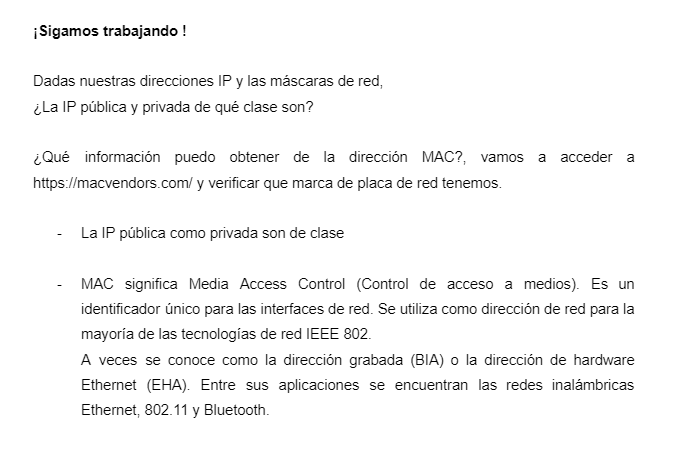 ¡Sigamos trabajando !
Dadas nuestras direcciones IP y las máscaras de red,
¿La IP pública y privada de qué clase son?
¿Qué información puedo obtener de la dirección MAC?, vamos a acceder a
https://macvendors.com/ y verificar que marca de placa de red tenemos.
- La IP pública como privada son de clase
- MAC significa Media Access Control (Control de acceso a medios). Es un
identificador único para las interfaces de red. Se utiliza como dirección de red para la
mayoría de las tecnologías de red IEEE 802.
A veces se conoce como la dirección grabada (BIA) o la dirección de hardware
Ethernet (EHA). Entre sus aplicaciones se encuentran las redes inalámbricas
Ethernet, 802.11 y Bluetooth.